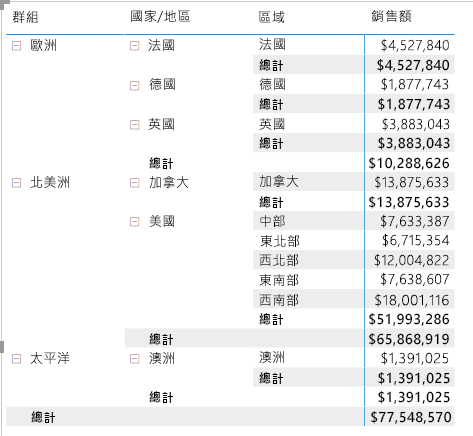 群組 國家/地區 區域 銷售額
歐洲 法國 法國 $4,527,840
總計 $4,527,840
德國 德國 $1,877,743
總計 $1,877,743
英國 英國 $3,883,043
總計 $3,883,043
總計 $10,288,626
北美洲 加拿大 加拿大 $13,875,633
總計 $13,875,633
美國 中部 $7,633,387
東北部 $6,715,354
西北部 $12,004,822
東南部 $7,638,607
西南部 $18,001,116
總計 $51,993,286
總計 $65,868,919
太平洋 澳洲 澳洲 $1,391,025
總計 $1,391,025
總計 $1,391,025
總計 $77,548,570